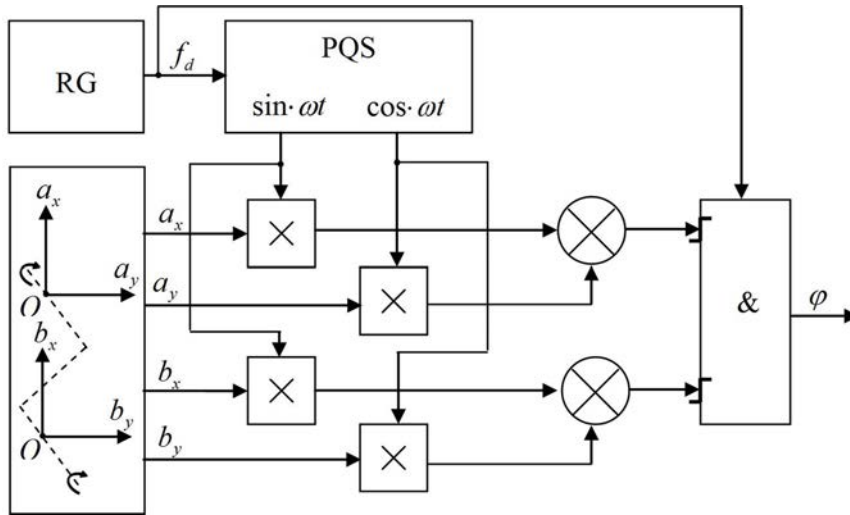 RG
f_d
PQS
sin· ωt cos· ωt
a_x
a_y
O
b_x
b_y
O
a_x
a_y
b_x
b_y
×
×
×
×
&
φ